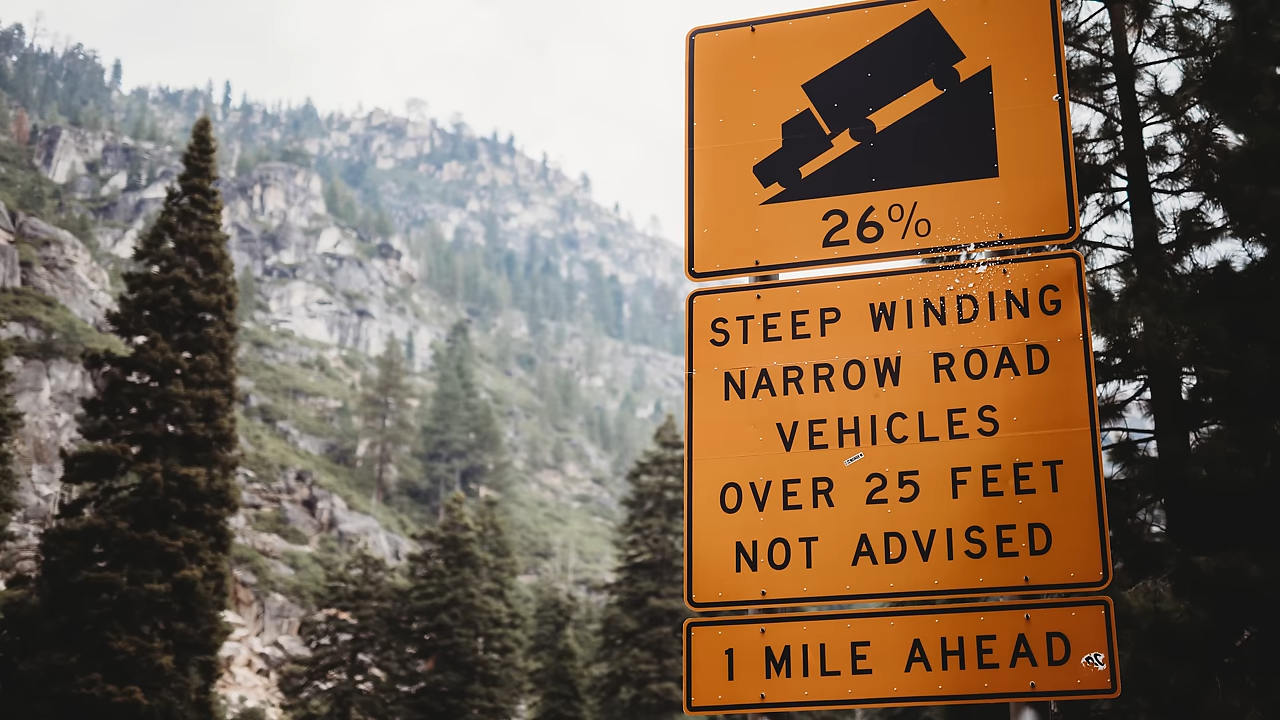 26%
STEEP WINDING
NARROW ROAD
VEHICLES
OVER 25 FEET
NOT ADVISED
1 MILE AHEAD